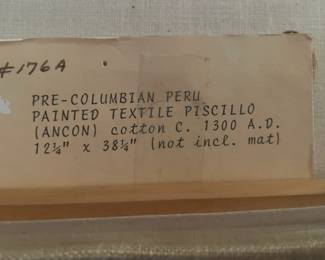 #176A
PRE-COLUMBIAN PERU
PAINTED TEXTILE PISCILLO
(ANCON) cotton C. 1300 A.D.
12¼" x 38¼" (not incl. mat)